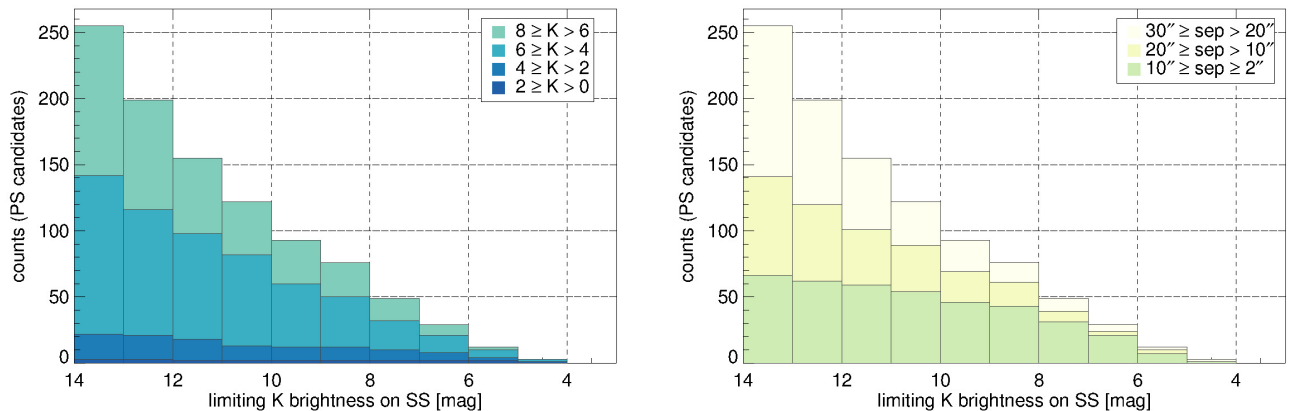 250
200
150
100
50
0
counts (PS candidates)
8 ≥ K > 6
6 ≥ K > 4
4 ≥ K > 2
2 ≥ K > 0
14 12 10 8 6 4
limiting K brightness on SS [mag]
250
200
150
100
50
0
counts (PS candidates)
30″ ≥ sep > 20″
20″ ≥ sep > 10″
10″ ≥ sep ≥ 2″
14 12 10 8 6 4
limiting K brightness on SS [mag]